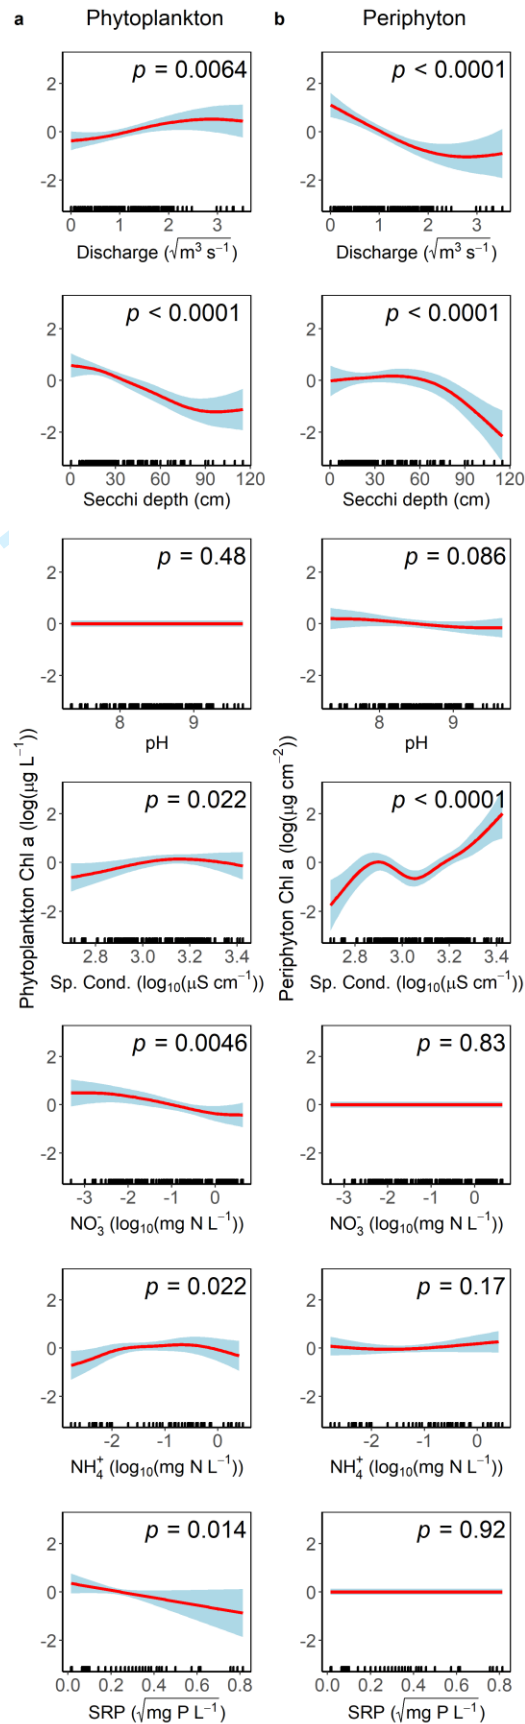 a Phytoplankton b Periphyton
p = 0.0064 p < 0.0001
2 2
0 0
-2 -2
0 1 2 3 0 1 2 3
Discharge (√m³ s⁻¹) Discharge (√m³ s⁻¹)
p < 0.0001 p < 0.0001
2 2
0 0
-2 -2
0 30 60 90 120 0 30 60 90 120
Secchi depth (cm) Secchi depth (cm)
p = 0.48 p = 0.086
2 2
0 0
-2 -2
8 9 8 9
pH pH
Phytoplankton Chl a (log(μg L⁻¹)) Periphyton Chl a (log(μg cm⁻²))
p = 0.022 p < 0.0001
2 2
0 0
-2 -2
2.8 3.0 3.2 3.4 2.8 3.0 3.2 3.4
Sp. Cond. (log₁₀(μS cm⁻¹)) Sp. Cond. (log₁₀(μS cm⁻¹))
p = 0.0046 p = 0.83
2 2
0 0
-2 -2
-3 -2 -1 0 -3 -2 -1 0
NO₃⁻ (log₁₀(mg N L⁻¹)) NO₃⁻ (log₁₀(mg N L⁻¹))
p = 0.022 p = 0.17
2 2
0 0
-2 -2
-2 -1 0 -2 -1 0
NH₄⁺ (log₁₀(mg N L⁻¹)) NH₄⁺ (log₁₀(mg N L⁻¹))
p = 0.014 p = 0.92
2 2
0 0
-2 -2
0.0 0.2 0.4 0.6 0.8 0.0 0.2 0.4 0.6 0.8
SRP (√mg P L⁻¹) SRP (√mg P L⁻¹)